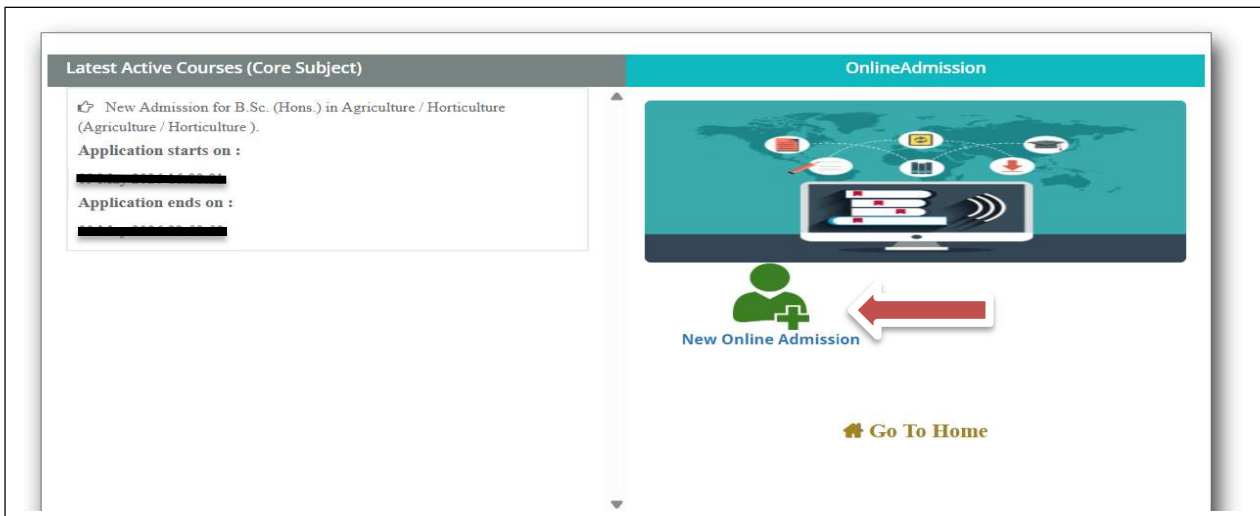 Latest Active Courses (Core Subject)
New Admission for B.Sc. (Hons.) in Agriculture / Horticulture
(Agriculture / Horticulture ).
Application starts on :
Application ends on :
OnlineAdmission
New Online Admission
Go To Home